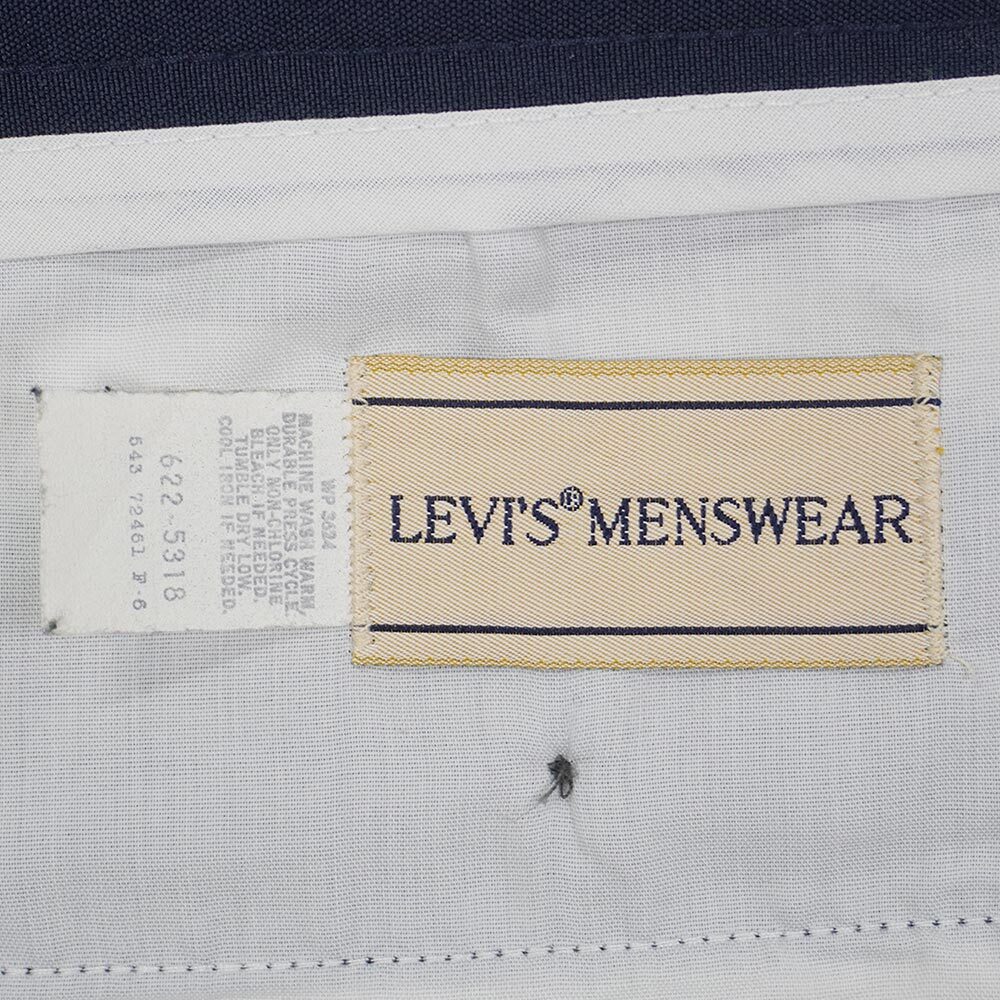 LEVI'S® MENSWEAR
WP 3624
MACHINE WASH WARM,
DURABLE PRESS CYCLE.
ONLY NON-CHLORINE
BLEACH IF NEEDED.
TUMBLE DRY LOW.
COOL IRON IF NEEDED.
622-5318
543 72461 F-6